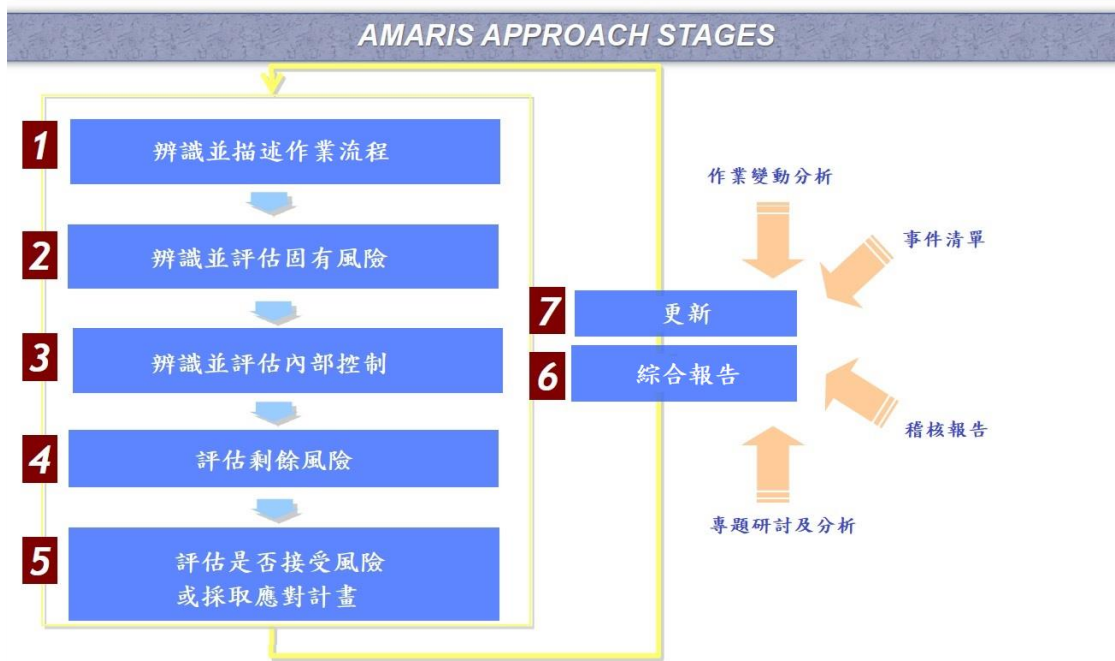 AMARIS APPROACH STAGES
1
辨識並描述作業流程
2
辨識並評估固有風險
3
辨識並評估內部控制
4
評估剩餘風險
5
評估是否接受風險
或採取應對計畫
7
更新
6
綜合報告
作業變動分析
事件清單
稽核報告
專題研討及分析